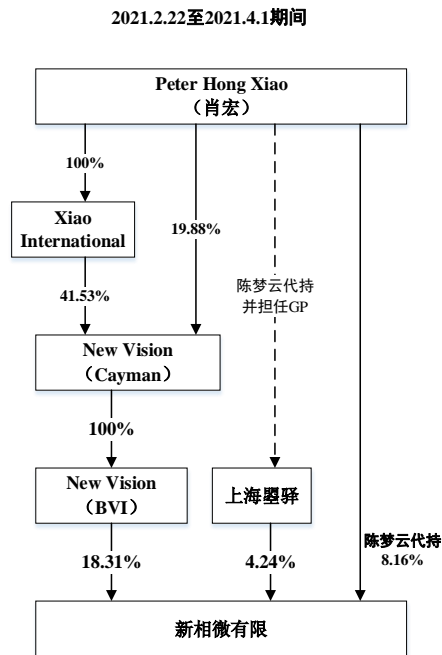 2021.2.22至2021.4.1期间
Peter Hong Xiao
（肖宏）
100%
Xiao
International
19.88%
41.53%
陈梦云代持
并担任GP
New Vision
（Cayman）
100%
New Vision
（BVI）
上海曌驿
18.31%
4.24%
陈梦云代持
8.16%
新相微有限